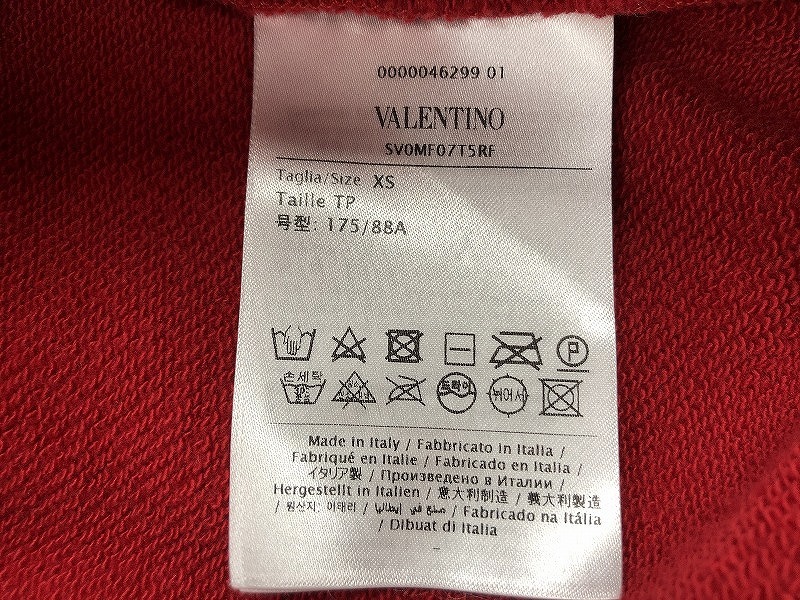 0000046299 01
VALENTINO
SV0MF07T5RF
Taglia/Size XS
Taille TP
号型: 175/88A
P
손세탁
드라이
뉘어서
Made in Italy / Fabbricato in Italia /
Fabriqué en Italie / Fabricado en Italia /
イタリア製 / Произведено в Италии /
Hergestellt in Italien / 意大利制造 / 義大利製造
/ 원산지: 이태리 / صنع في إيطاليا / Fabricado na Itália
/ Dibuat di Italia